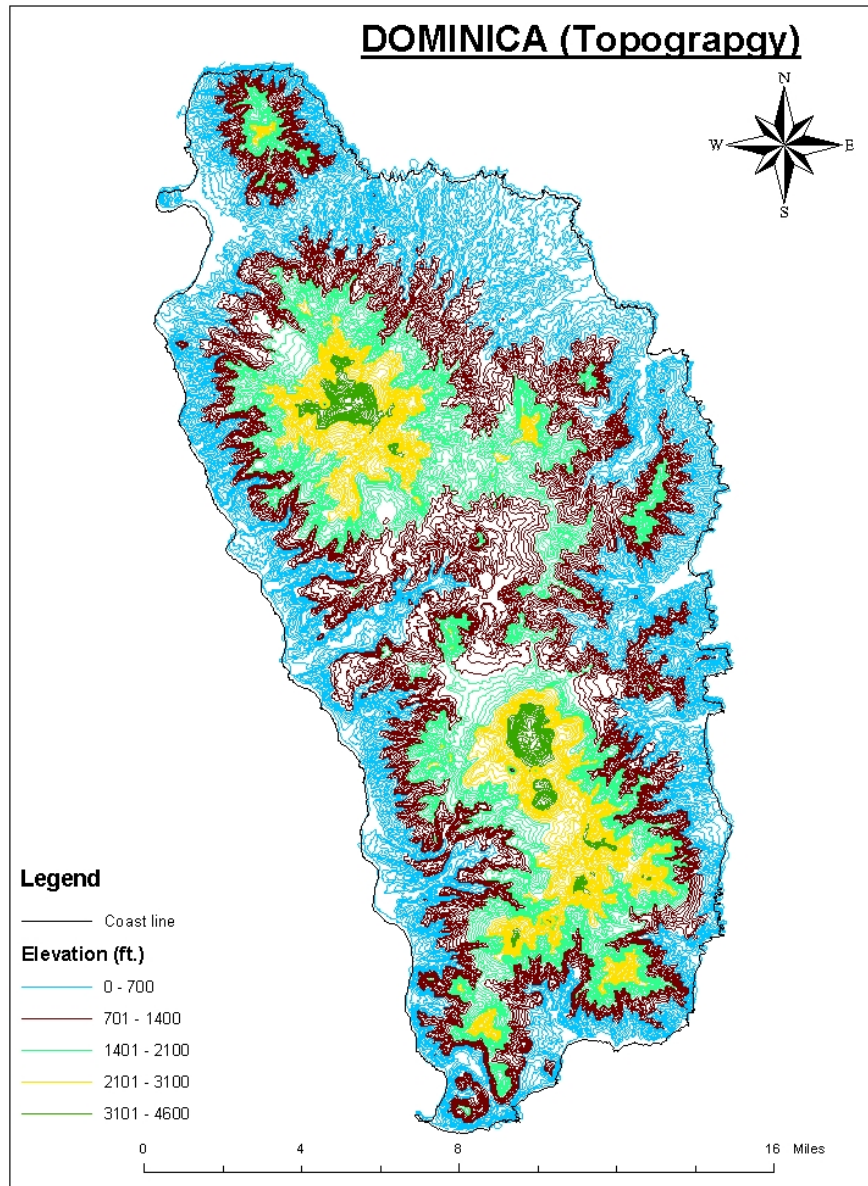 DOMINICA (Topograpgy)
N
W E
S
Legend
Coast line
Elevation (ft.)
0 - 700
701 - 1400
1401 - 2100
2101 - 3100
3101 - 4600
0 4 8 16 Miles